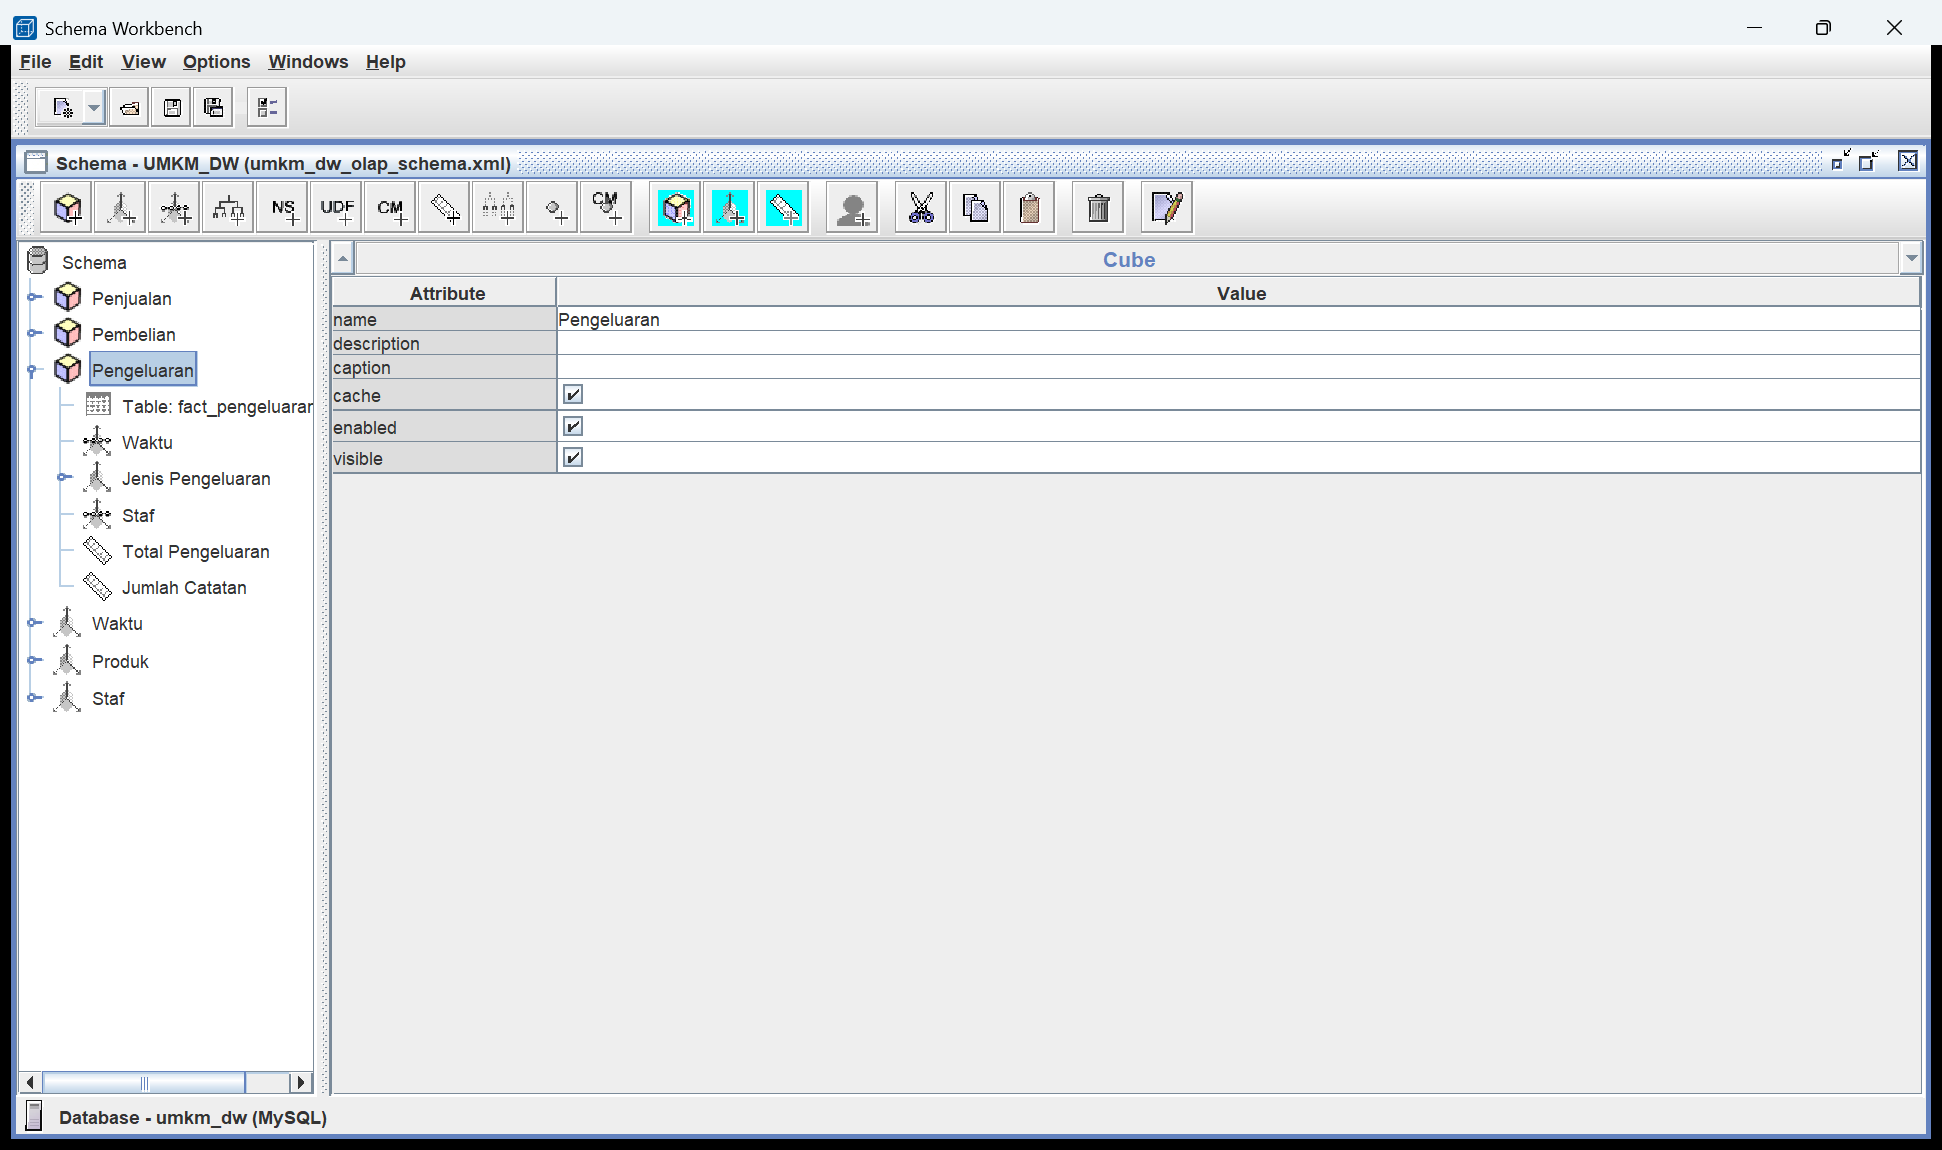 Schema Workbench
File Edit View Options Windows Help
Schema - UMKM_DW (umkm_dw_olap_schema.xml)
NS UDF CM CM
Schema
Penjualan
Pembelian
Pengeluaran
Table: fact_pengeluaran
Waktu
Jenis Pengeluaran
Staf
Total Pengeluaran
Jumlah Catatan
Waktu
Produk
Staf
Cube
Attribute Value
name Pengeluaran
description
caption
cache
enabled
visible
Database - umkm_dw (MySQL)